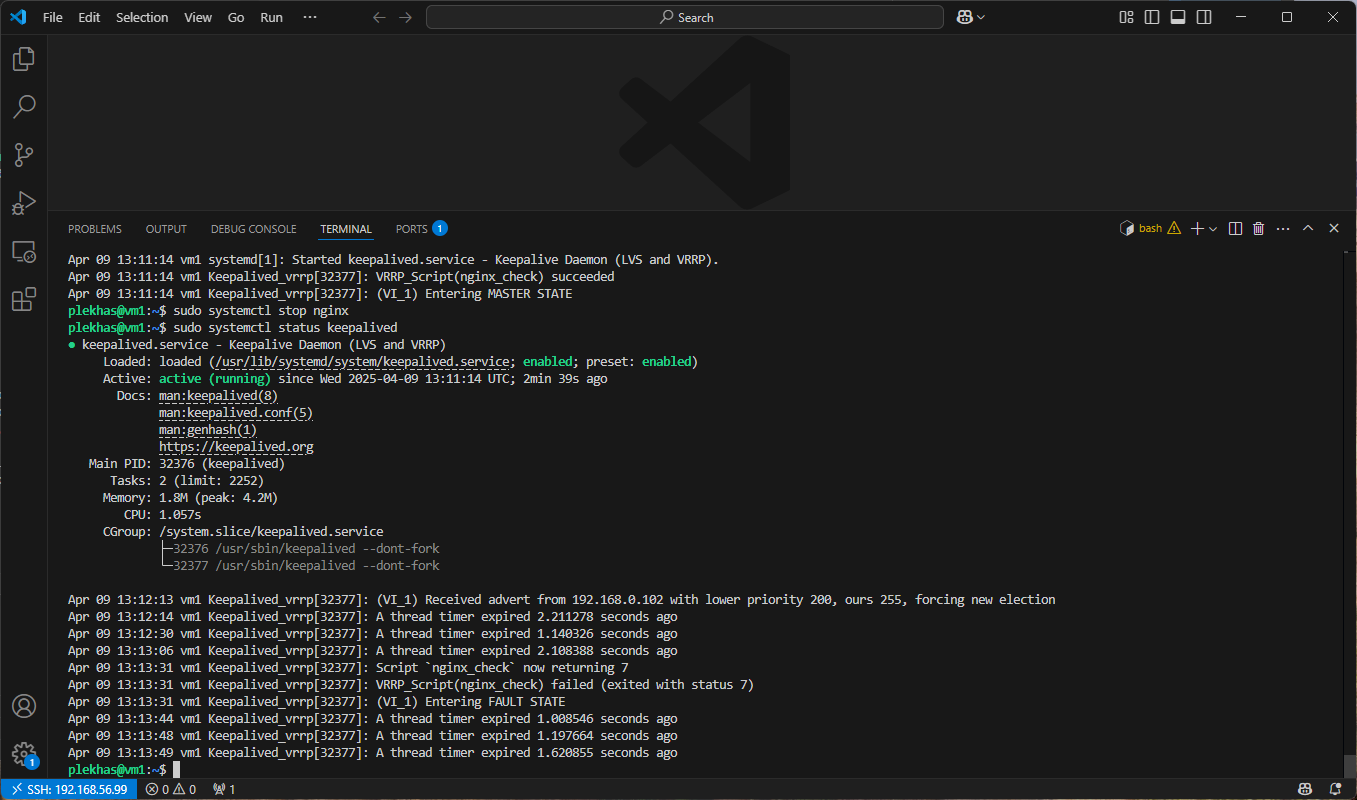 File Edit Selection View Go Run ··· Search
PROBLEMS OUTPUT DEBUG CONSOLE TERMINAL PORTS 1 bash
Apr 09 13:11:14 vm1 systemd[1]: Started keepalived.service - Keepalive Daemon (LVS and VRRP).
Apr 09 13:11:14 vm1 Keepalived_vrrp[32377]: VRRP_Script(nginx_check) succeeded
Apr 09 13:11:14 vm1 Keepalived_vrrp[32377]: (VI_1) Entering MASTER STATE
plekhas@vm1:~$ sudo systemctl stop nginx
plekhas@vm1:~$ sudo systemctl status keepalived
● keepalived.service - Keepalive Daemon (LVS and VRRP)
Loaded: loaded (/usr/lib/systemd/system/keepalived.service; enabled; preset: enabled)
Active: active (running) since Wed 2025-04-09 13:11:14 UTC; 2min 39s ago
Docs: man:keepalived(8)
man:keepalived.conf(5)
man:genhash(1)
https://keepalived.org
Main PID: 32376 (keepalived)
Tasks: 2 (limit: 2252)
Memory: 1.8M (peak: 4.2M)
CPU: 1.057s
CGroup: /system.slice/keepalived.service
├─32376 /usr/sbin/keepalived --dont-fork
└─32377 /usr/sbin/keepalived --dont-fork
Apr 09 13:12:13 vm1 Keepalived_vrrp[32377]: (VI_1) Received advert from 192.168.0.102 with lower priority 200, ours 255, forcing new election
Apr 09 13:12:14 vm1 Keepalived_vrrp[32377]: A thread timer expired 2.211278 seconds ago
Apr 09 13:12:30 vm1 Keepalived_vrrp[32377]: A thread timer expired 1.140326 seconds ago
Apr 09 13:13:06 vm1 Keepalived_vrrp[32377]: A thread timer expired 2.108388 seconds ago
Apr 09 13:13:31 vm1 Keepalived_vrrp[32377]: Script `nginx_check` now returning 7
Apr 09 13:13:31 vm1 Keepalived_vrrp[32377]: VRRP_Script(nginx_check) failed (exited with status 7)
Apr 09 13:13:31 vm1 Keepalived_vrrp[32377]: (VI_1) Entering FAULT STATE
Apr 09 13:13:44 vm1 Keepalived_vrrp[32377]: A thread timer expired 1.008546 seconds ago
Apr 09 13:13:48 vm1 Keepalived_vrrp[32377]: A thread timer expired 1.197664 seconds ago
Apr 09 13:13:49 vm1 Keepalived_vrrp[32377]: A thread timer expired 1.620855 seconds ago
plekhas@vm1:~$
1
SSH: 192.168.56.99 0 0 1